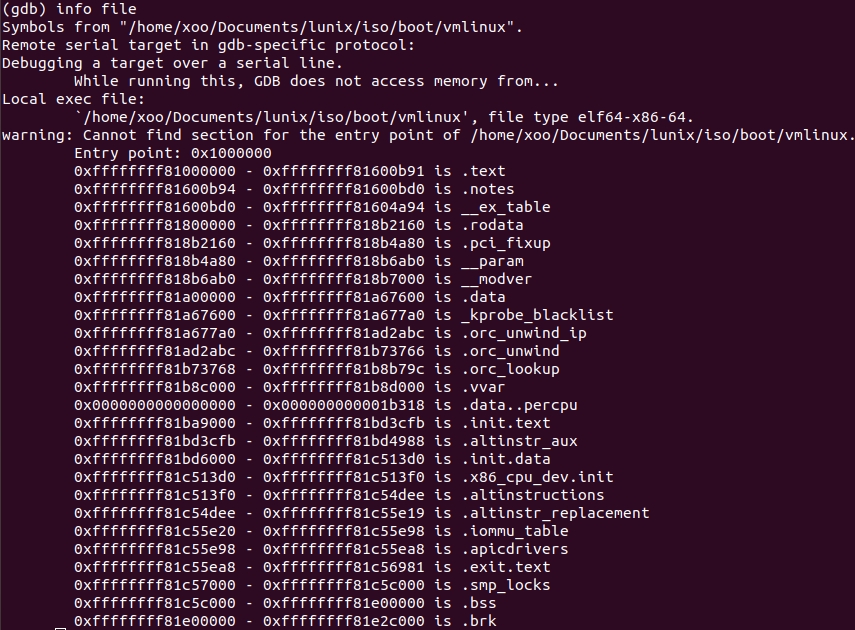 (gdb) info file
Symbols from "/home/xoo/Documents/lunix/iso/boot/vmlinux".
Remote serial target in gdb-specific protocol:
Debugging a target over a serial line.
        While running this, GDB does not access memory from...
Local exec file:
        `/home/xoo/Documents/lunix/iso/boot/vmlinux', file type elf64-x86-64.
warning: Cannot find section for the entry point of /home/xoo/Documents/lunix/iso/boot/vmlinux.
        Entry point: 0x1000000
        0xffffffff81000000 - 0xffffffff81600b91 is .text
        0xffffffff81600b94 - 0xffffffff81600bd0 is .notes
        0xffffffff81600bd0 - 0xffffffff81604a94 is __ex_table
        0xffffffff81800000 - 0xffffffff818b2160 is .rodata
        0xffffffff818b2160 - 0xffffffff818b4a80 is .pci_fixup
        0xffffffff818b4a80 - 0xffffffff818b6ab0 is __param
        0xffffffff818b6ab0 - 0xffffffff818b7000 is __modver
        0xffffffff81a00000 - 0xffffffff81a67600 is .data
        0xffffffff81a67600 - 0xffffffff81a677a0 is _kprobe_blacklist
        0xffffffff81a677a0 - 0xffffffff81ad2abc is .orc_unwind_ip
        0xffffffff81ad2abc - 0xffffffff81b73766 is .orc_unwind
        0xffffffff81b73768 - 0xffffffff81b8b79c is .orc_lookup
        0xffffffff81b8c000 - 0xffffffff81b8d000 is .vvar
        0x0000000000000000 - 0x000000000001b318 is .data..percpu
        0xffffffff81ba9000 - 0xffffffff81bd3cfb is .init.text
        0xffffffff81bd3cfb - 0xffffffff81bd4988 is .altinstr_aux
        0xffffffff81bd6000 - 0xffffffff81c513d0 is .init.data
        0xffffffff81c513d0 - 0xffffffff81c513f0 is .x86_cpu_dev.init
        0xffffffff81c513f0 - 0xffffffff81c54dee is .altinstructions
        0xffffffff81c54dee - 0xffffffff81c55e19 is .altinstr_replacement
        0xffffffff81c55e20 - 0xffffffff81c55e98 is .iommu_table
        0xffffffff81c55e98 - 0xffffffff81c55ea8 is .apicdrivers
        0xffffffff81c55ea8 - 0xffffffff81c56981 is .exit.text
        0xffffffff81c57000 - 0xffffffff81c5c000 is .smp_locks
        0xffffffff81c5c000 - 0xffffffff81e00000 is .bss
        0xffffffff81e00000 - 0xffffffff81e2c000 is .brk